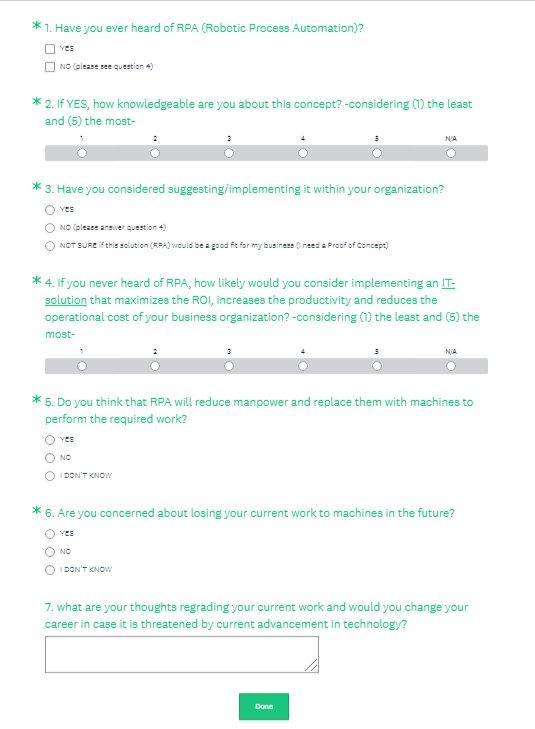 * 1. Have you ever heard of RPA (Robotic Process Automation)?
YES
NO (please see question 4)
* 2. If YES, how knowledgeable are you about this concept? -considering (1) the least
and (5) the most-
1 2 3 4 5 N/A
* 3. Have you considered suggesting/implementing it within your organization?
YES
NO (please answer question 4)
NOT SURE if this solution (RPA) would be a good fit for my business (I need a Proof of Concept)
* 4. If you never heard of RPA, how likely would you consider implementing an IT-
solution that maximizes the ROI, increases the productivity and reduces the
operational cost of your business organization? -considering (1) the least and (5) the
most-
1 2 3 4 5 N/A
* 5. Do you think that RPA will reduce manpower and replace them with machines to
perform the required work?
YES
NO
I DON'T KNOW
* 6. Are you concerned about losing your current work to machines in the future?
YES
NO
I DON'T KNOW
7. what are your thoughts regrading your current work and would you change your
career in case it is threatened by current advancement in technology?
Done